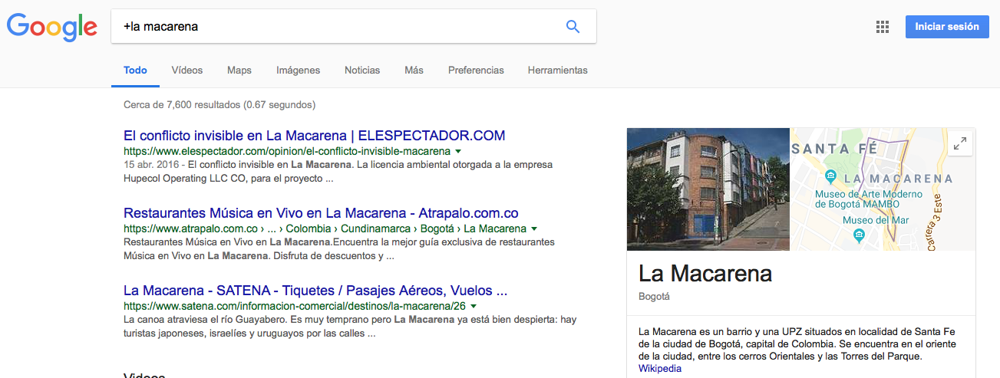 Google
+la macarena
Iniciar sesión
Todo Vídeos Maps Imágenes Noticias Más Preferencias Herramientas
Cerca de 7,600 resultados (0.67 segundos)
El conflicto invisible en La Macarena | ELESPECTADOR.COM
https://www.elespectador.com/opinion/el-conflicto-invisible-macarena
15 abr. 2016 - El conflicto invisible en La Macarena. La licencia ambiental otorgada a la empresa
Hupecol Operating LLC CO, para el proyecto ...
Restaurantes Música en Vivo en La Macarena - Atrapalo.com.co
https://www.atrapalo.com.co › ... › Colombia › Cundinamarca › Bogotá › La Macarena
Restaurantes Música en Vivo en La Macarena.Encuentra la mejor guía exclusiva de restaurantes
Música en Vivo en La Macarena. Disfruta de descuentos y ...
La Macarena - SATENA - Tiquetes / Pasajes Aéreos, Vuelos ...
https://www.satena.com/informacion-comercial/destinos/la-macarena/26
La canoa atraviesa el río Guayabero. Es muy temprano pero La Macarena ya está bien despierta: hay
turistas japoneses, israelíes y uruguayos por las calles ...
Videos
SANTA FÉ
LA MACARENA
Museo de Arte Moderno
de Bogotá MAMBO
Museo del Mar
Carrera 3 Este
La Macarena
Bogotá
La Macarena es un barrio y una UPZ situados en localidad de Santa Fe
de la ciudad de Bogotá, capital de Colombia. Se encuentra en el oriente
de la ciudad, entre los cerros Orientales y las Torres del Parque.
Wikipedia